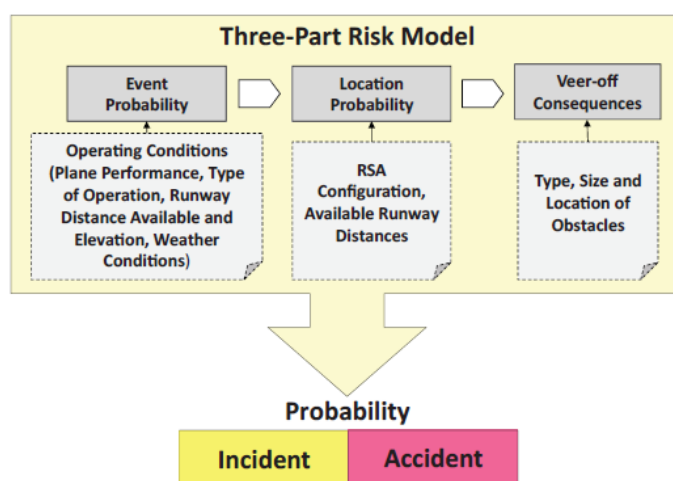 Three-Part Risk Model
Event
Probability
Location
Probability
Veer-off
Consequences
Operating Conditions
(Plane Performance, Type
of Operation, Runway
Distance Available and
Elevation, Weather
Conditions)
RSA
Configuration,
Available Runway
Distances
Type, Size and
Location of
Obstacles
Probability
Incident
Accident